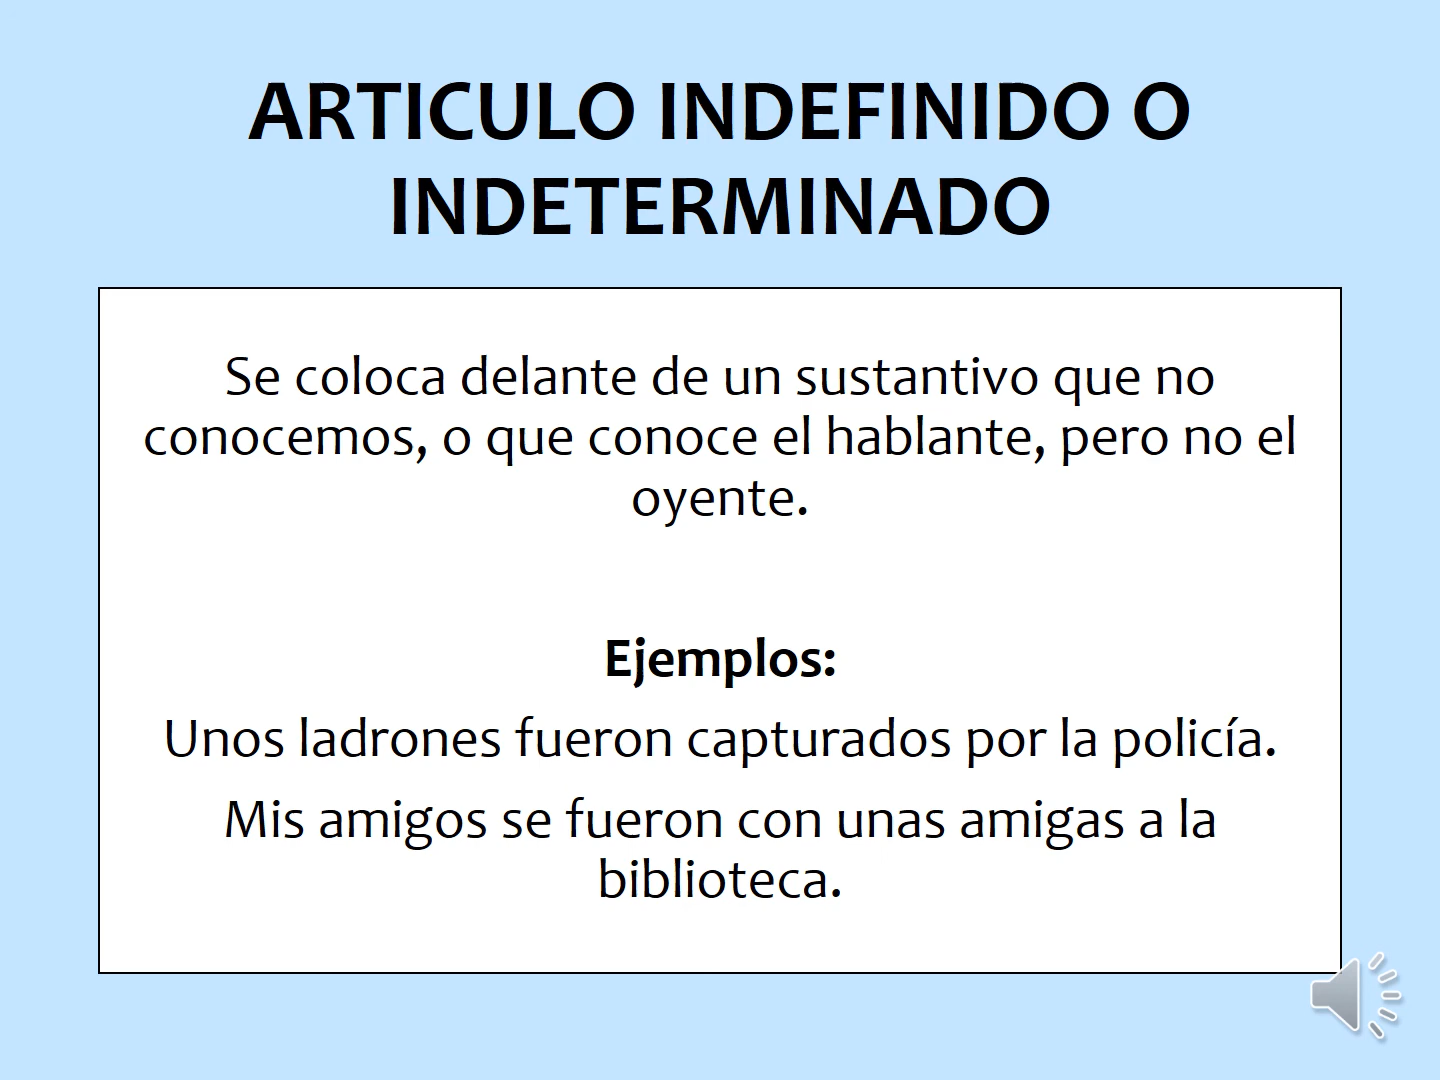 ARTICULO INDEFINIDO O
INDETERMINADO
Se coloca delante de un sustantivo que no
conocemos, o que conoce el hablante, pero no el
oyente.
Ejemplos:
Unos ladrones fueron capturados por la policía.
Mis amigos se fueron con unas amigas a la
biblioteca.